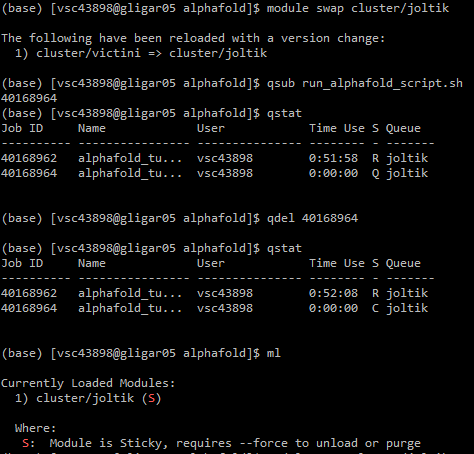 (base) [vsc43898@gligar05 alphafold]$ module swap cluster/joltik
The following have been reloaded with a version change:
1) cluster/victini => cluster/joltik
(base) [vsc43898@gligar05 alphafold]$ qsub run_alphafold_script.sh
40168964
(base) [vsc43898@gligar05 alphafold]$ qstat
Job ID Name User Time Use S Queue
---------- --------------- --------------- -------- - -------
40168962 alphafold_tu... vsc43898 0:51:58 R joltik
40168964 alphafold_tu... vsc43898 0:00:00 Q joltik
(base) [vsc43898@gligar05 alphafold]$ qdel 40168964
(base) [vsc43898@gligar05 alphafold]$ qstat
Job ID Name User Time Use S Queue
---------- --------------- --------------- -------- - -------
40168962 alphafold_tu... vsc43898 0:52:08 R joltik
40168964 alphafold_tu... vsc43898 0:00:00 C joltik
(base) [vsc43898@gligar05 alphafold]$ ml
Currently Loaded Modules:
1) cluster/joltik (S)
Where:
S: Module is Sticky, requires --force to unload or purge